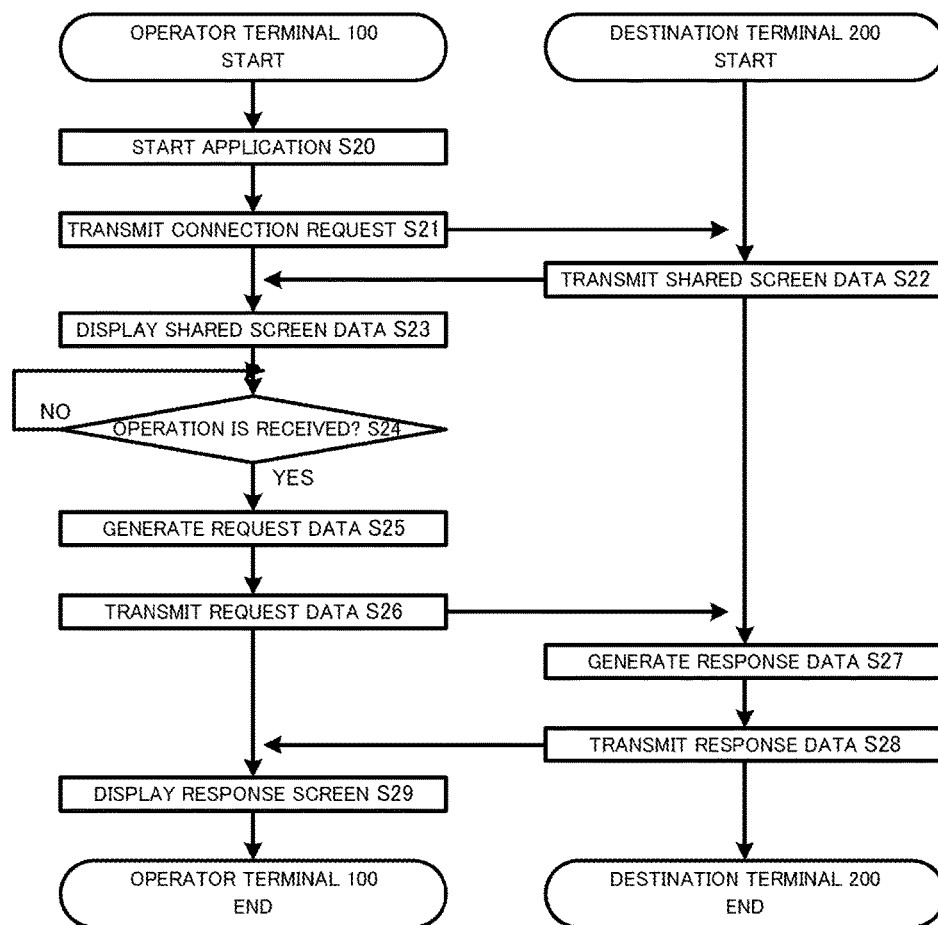 OPERATOR TERMINAL 100
START
DESTINATION TERMINAL 200
START
START APPLICATION S20
TRANSMIT CONNECTION REQUEST S21
TRANSMIT SHARED SCREEN DATA S22
DISPLAY SHARED SCREEN DATA S23
NO
OPERATION IS RECEIVED? S24
YES
GENERATE REQUEST DATA S25
TRANSMIT REQUEST DATA S26
GENERATE RESPONSE DATA S27
TRANSMIT RESPONSE DATA S28
DISPLAY RESPONSE SCREEN S29
OPERATOR TERMINAL 100
END
DESTINATION TERMINAL 200
END